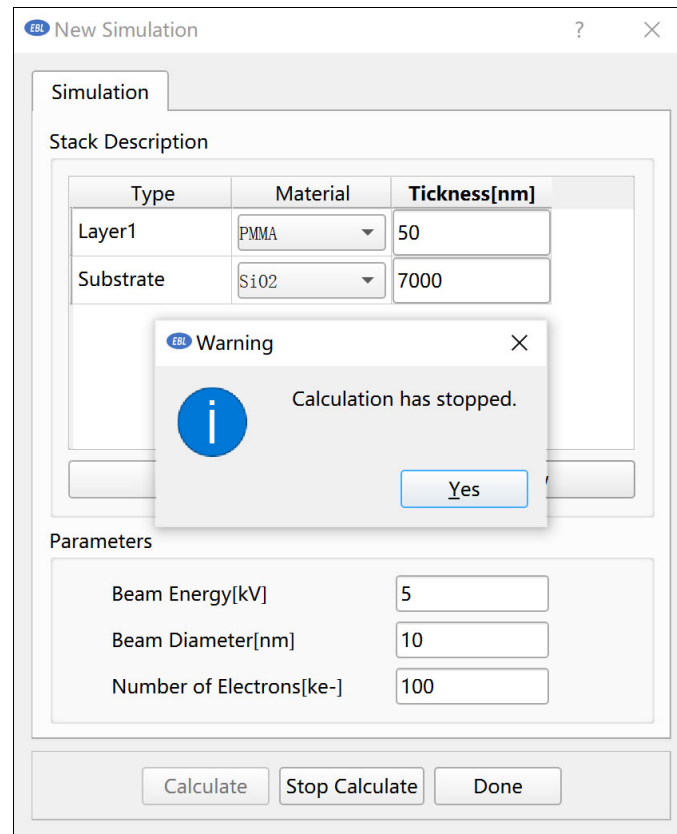 EBL New Simulation ?
Simulation
Stack Description
Type Material Tickness[nm]
Layer1 PMMA 50
Substrate SiO2 7000
EBL Warning
i Calculation has stopped.
Yes
Parameters
Beam Energy[kV] 5
Beam Diameter[nm] 10
Number of Electrons[ke-] 100
Calculate Stop Calculate Done